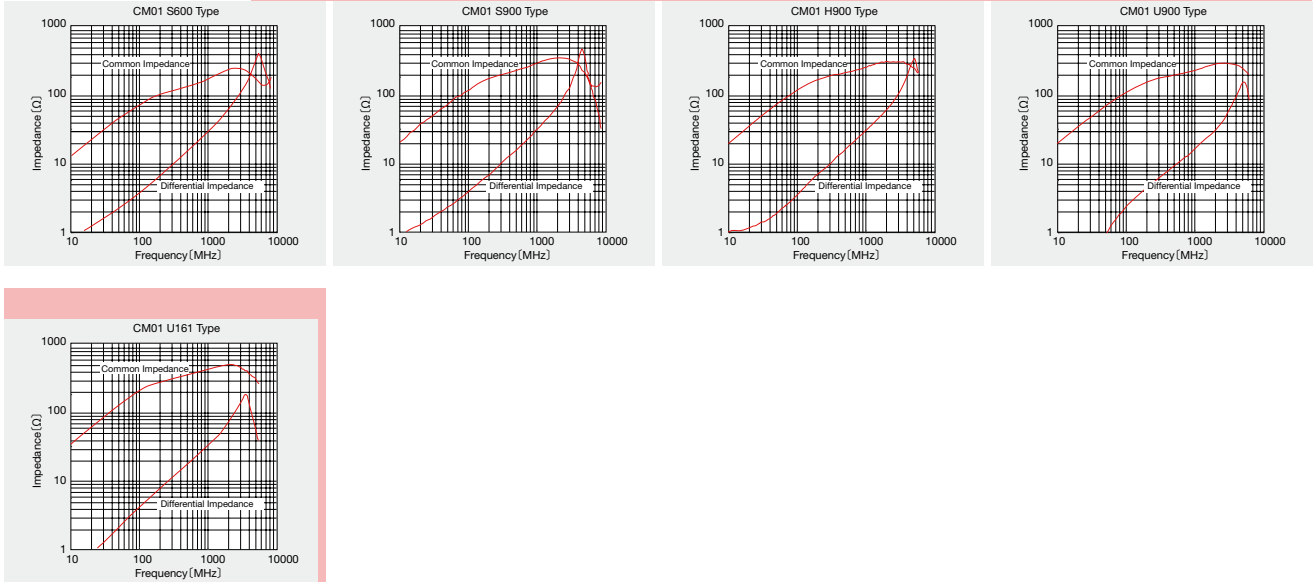 CM01 S600 Type
1000
Common Impedance
100
Impedance〔Ω〕
10
Differential Impedance
1
10 100 1000 10000
Frequency〔MHz〕
CM01 S900 Type
1000
Common Impedance
100
Impedance〔Ω〕
10
Differential Impedance
1
10 100 1000 10000
Frequency〔MHz〕
CM01 H900 Type
1000
Common Impedance
100
Impedance〔Ω〕
10
Differential Impedance
1
10 100 1000 10000
Frequency〔MHz〕
CM01 U900 Type
1000
Common Impedance
100
Impedance〔Ω〕
10
Differential Impedance
1
10 100 1000 10000
Frequency〔MHz〕
CM01 U161 Type
1000
Common Impedance
100
Impedance〔Ω〕
10
Differential Impedance
1
10 100 1000 10000
Frequency〔MHz〕